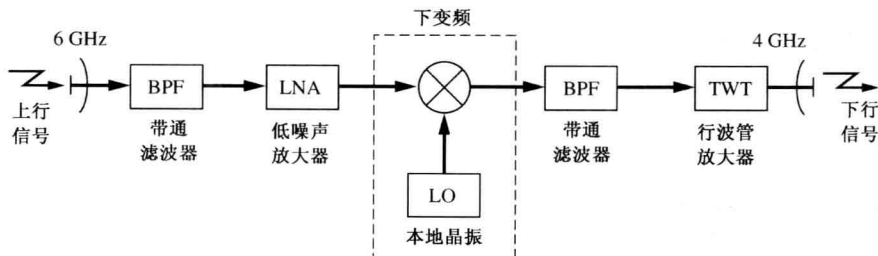 下变频
6 GHz
4 GHz
BPF
LNA
BPF
TWT
上行
信号
带通
滤波器
低噪声
放大器
带通
滤波器
行波管
放大器
下行
信号
LO
本地晶振